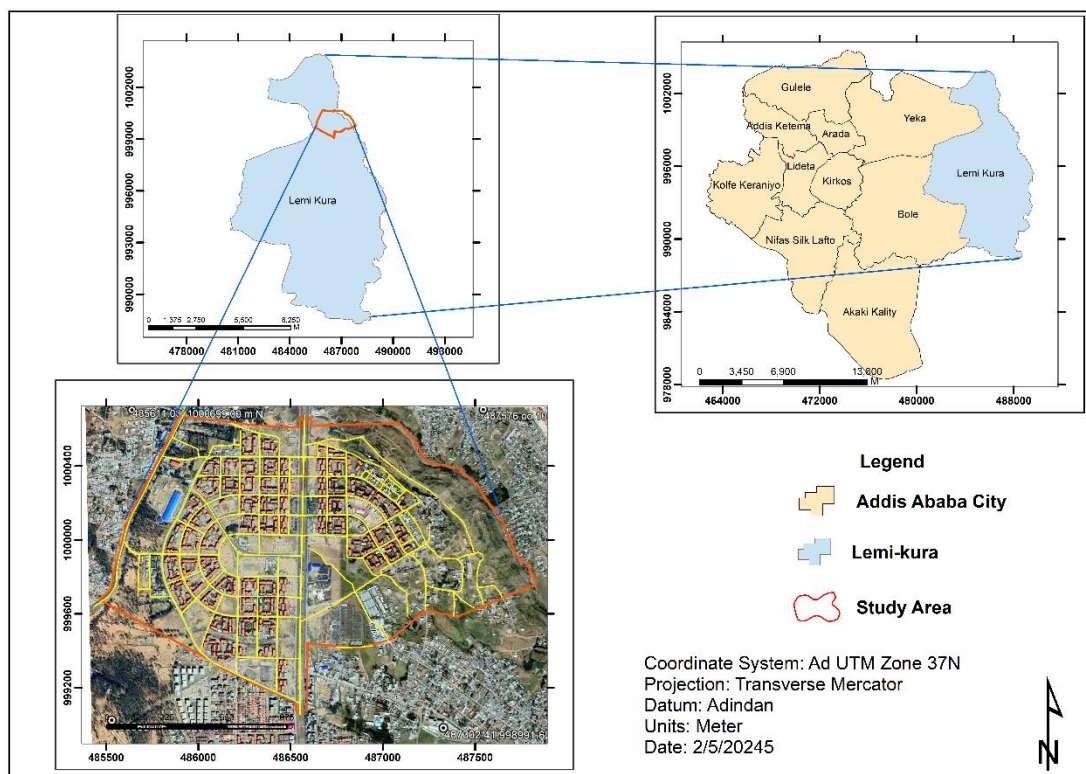 1002000
999000
996000
993000
990000
Lemi Kura
0 1,375 2,750 5,500 8,250
M
478000 481000 484000 487000 490000 493000
1002000
996000
990000
984000
978000
Gulele
Yeka
Addis Ketema
Arada
Lideta
Kirkos
Kolfe Keraniyo
Lemi Kura
Bole
Nifas Silk Lafto
Akaki Kality
0 3,450 6,900 13,800
M
464000 472000 480000 488000
1000400
1000000
999600
999200
485500 486000 486500 487000 487500
Legend
Addis Ababa City
Lemi-kura
Study Area
Coordinate System: Ad UTM Zone 37N
Projection: Transverse Mercator
Datum: Adindan
Units: Meter
Date: 2/5/20245
N